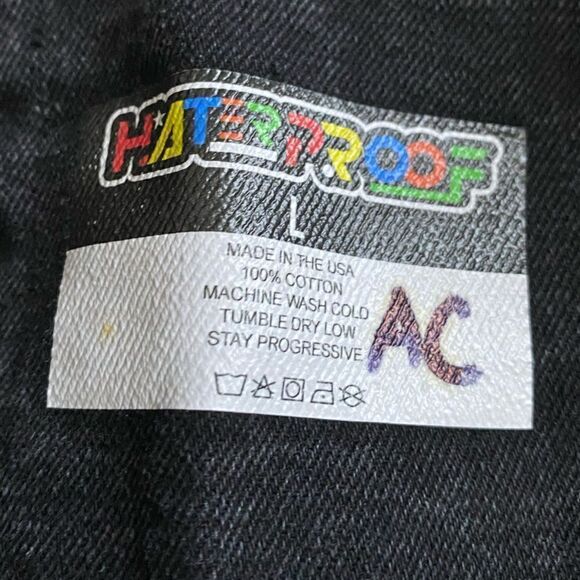 HATERPROOF
L
MADE IN THE USA
100% COTTON
MACHINE WASH COLD
TUMBLE DRY LOW
STAY PROGRESSIVE
AC